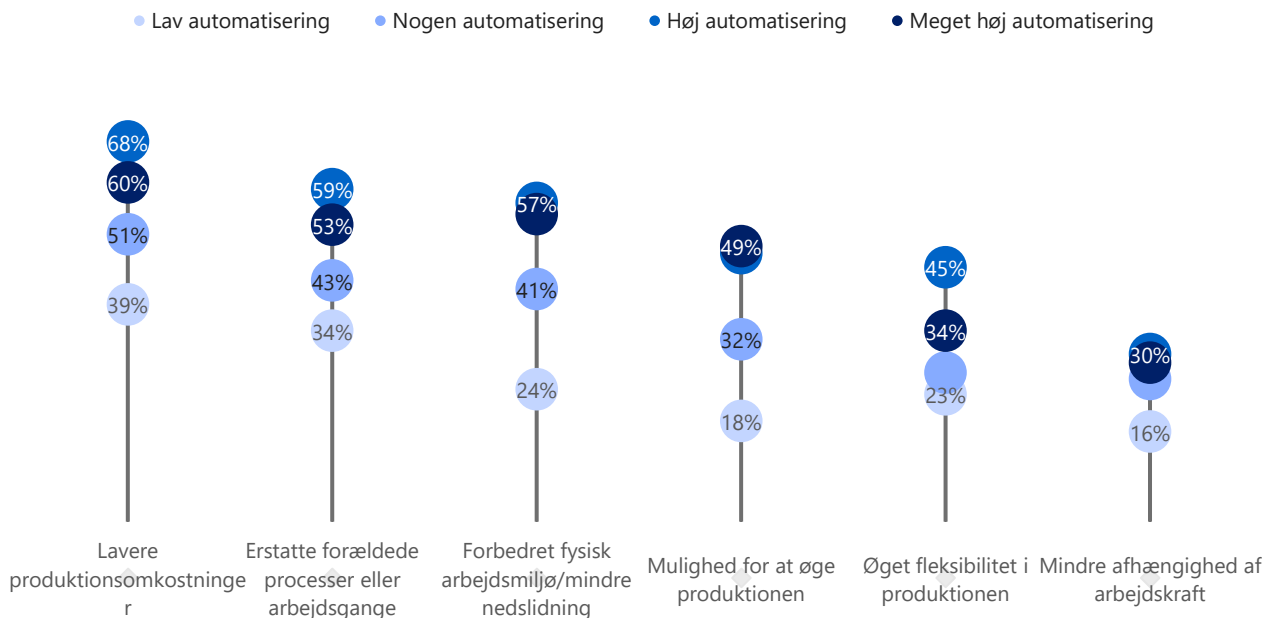 Lav automatisering
Nogen automatisering
Høj automatisering
Meget høj automatisering
68%
60%
51%
39%
59%
53%
43%
34%
57%
41%
24%
49%
32%
18%
45%
34%
23%
30%
16%
Lavere
produktionsomkostninge
r
Erstatte forældede
processer eller
arbejdsgange
Forbedret fysisk
arbejdsmiljø/mindre
nedslidning
Mulighed for at øge
produktionen
Øget fleksibilitet i
produktionen
Mindre afhængighed af
arbejdskraft